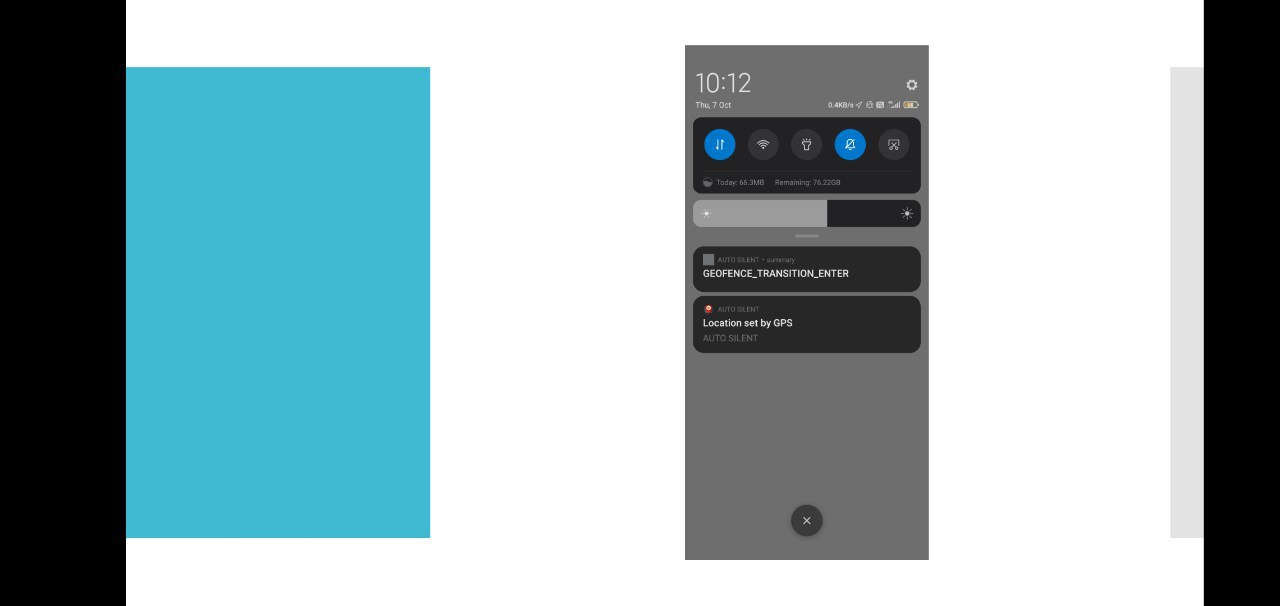 10:12
Thu, 7 Oct
0.4KB/s
Today: 66.3MB Remaining: 76.22GB
AUTO SILENT • summary
GEOFENCE_TRANSITION_ENTER
AUTO SILENT
Location set by GPS
AUTO SILENT